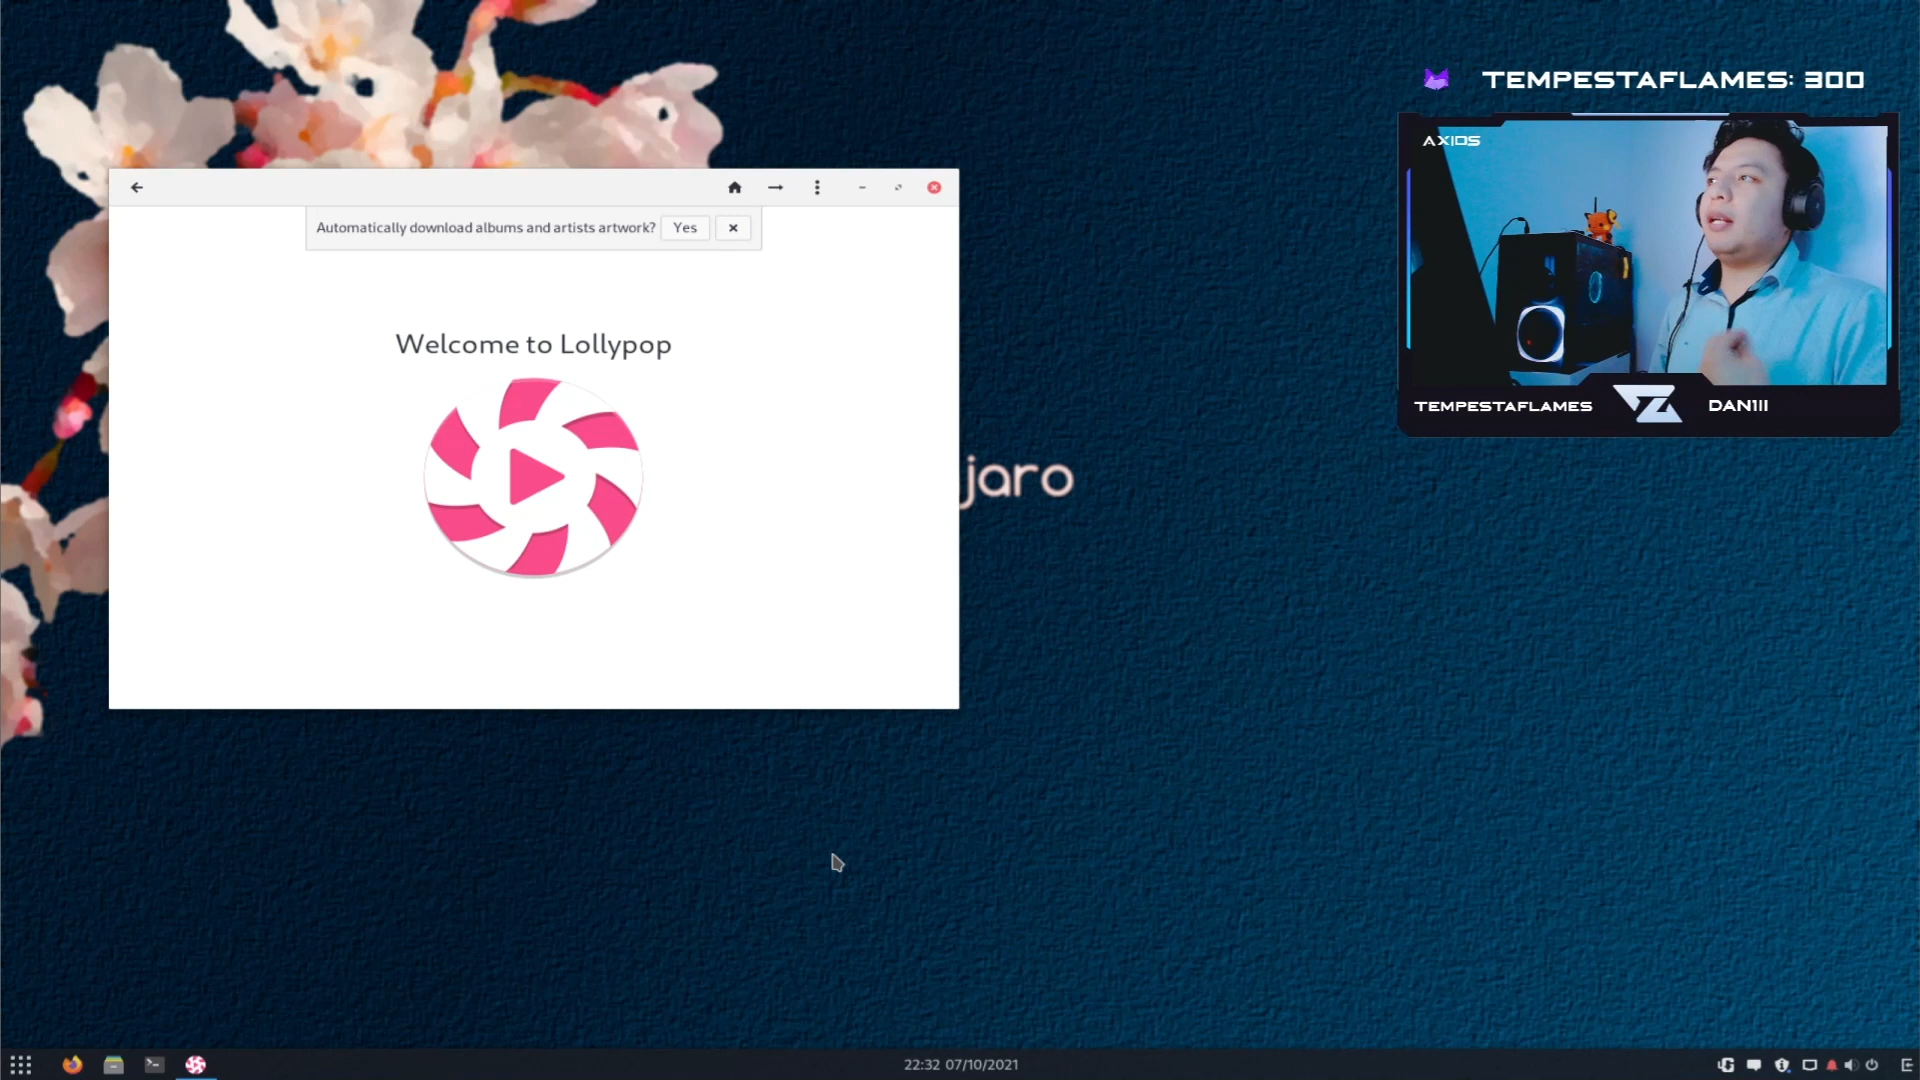 TEMPESTAFLAMES: 300
AXIOS
Automatically download albums and artists artwork? Yes
Welcome to Lollypop
TEMPESTAFLAMES DAN1II
jaro
22:32 07/10/2021